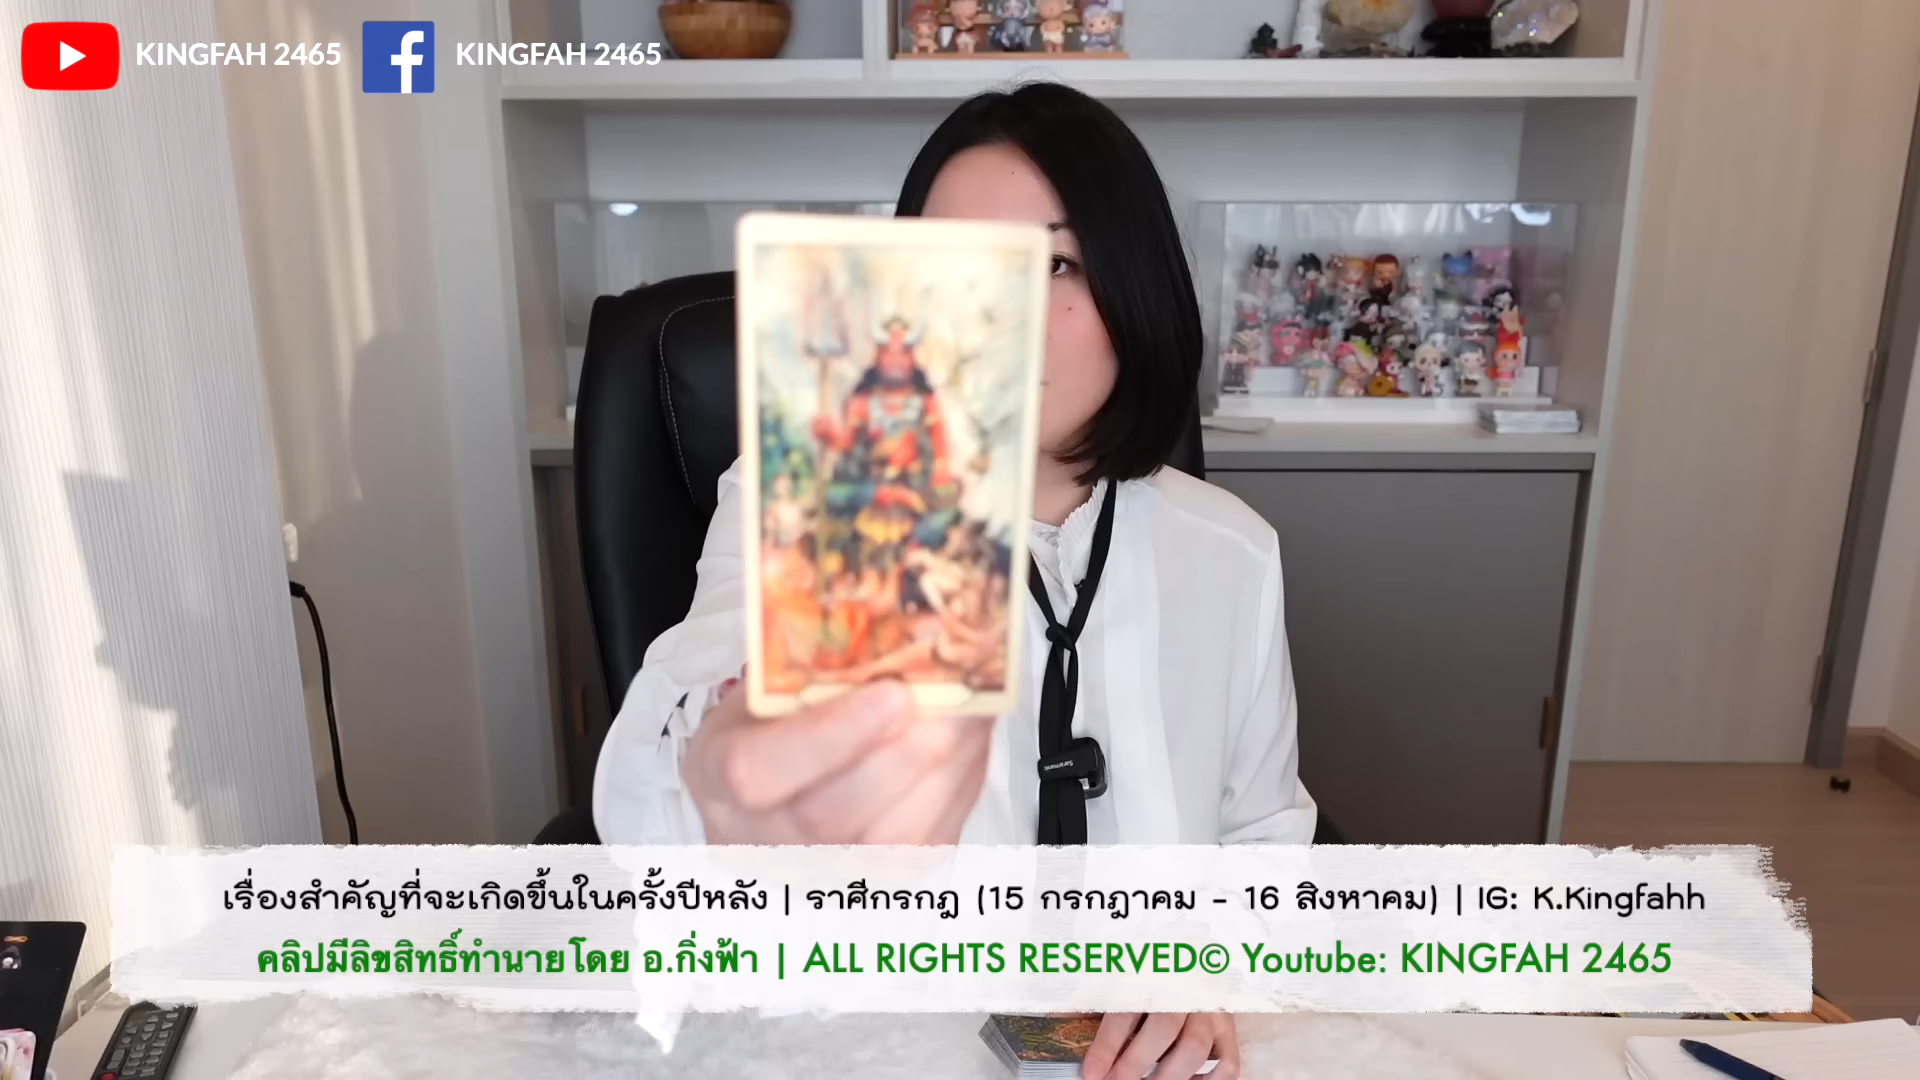 KINGFAH 2465 KINGFAH 2465
เรื่องสำคัญที่จะเกิดขึ้นในครึ่งปีหลัง | ราศีกรกฎ (15 กรกฎาคม - 16 สิงหาคม) | IG: K.Kingfahh
คลิปมีลิขสิทธิ์ทำนายโดย อ.กิ่งฟ้า | ALL RIGHTS RESERVED© Youtube: KINGFAH 2465
Saramonic